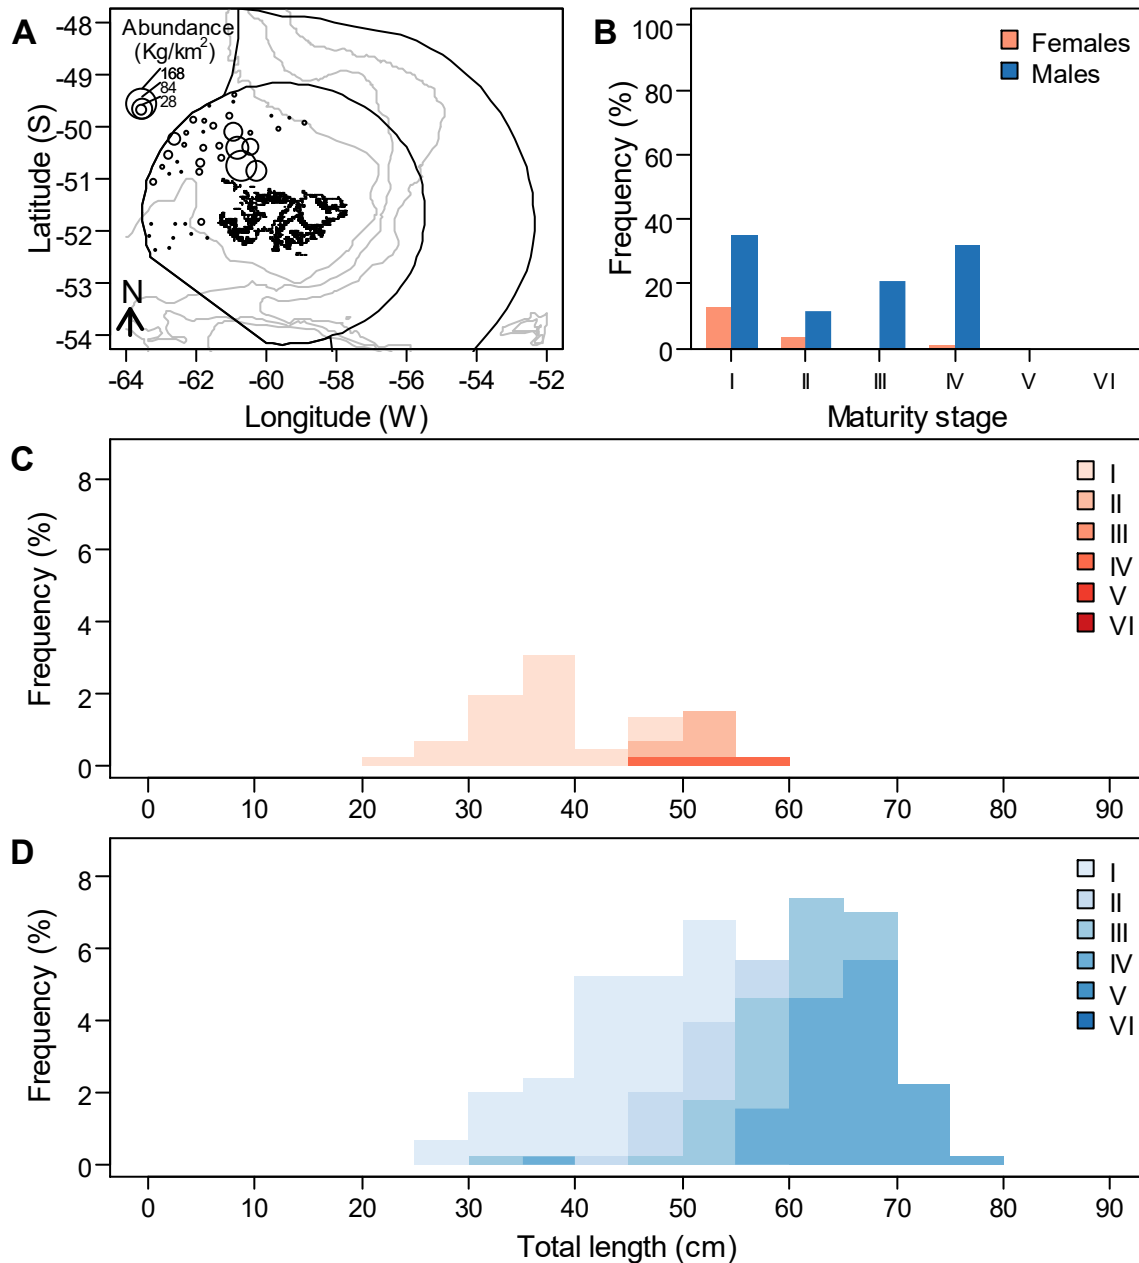 A
Abundance
(Kg/km²)
168
84
28
N
-48
-49
-50
-51
-52
-53
-54
Latitude (S)
-64 -62 -60 -58 -56 -54 -52
Longitude (W)
B
Females
Males
100
80
60
40
20
0
Frequency (%)
I II III IV V VI
Maturity stage
C
I
II
III
IV
V
VI
8
6
4
2
0
Frequency (%)
0 10 20 30 40 50 60 70 80 90
D
I
II
III
IV
V
VI
8
6
4
2
0
Frequency (%)
0 10 20 30 40 50 60 70 80 90
Total length (cm)